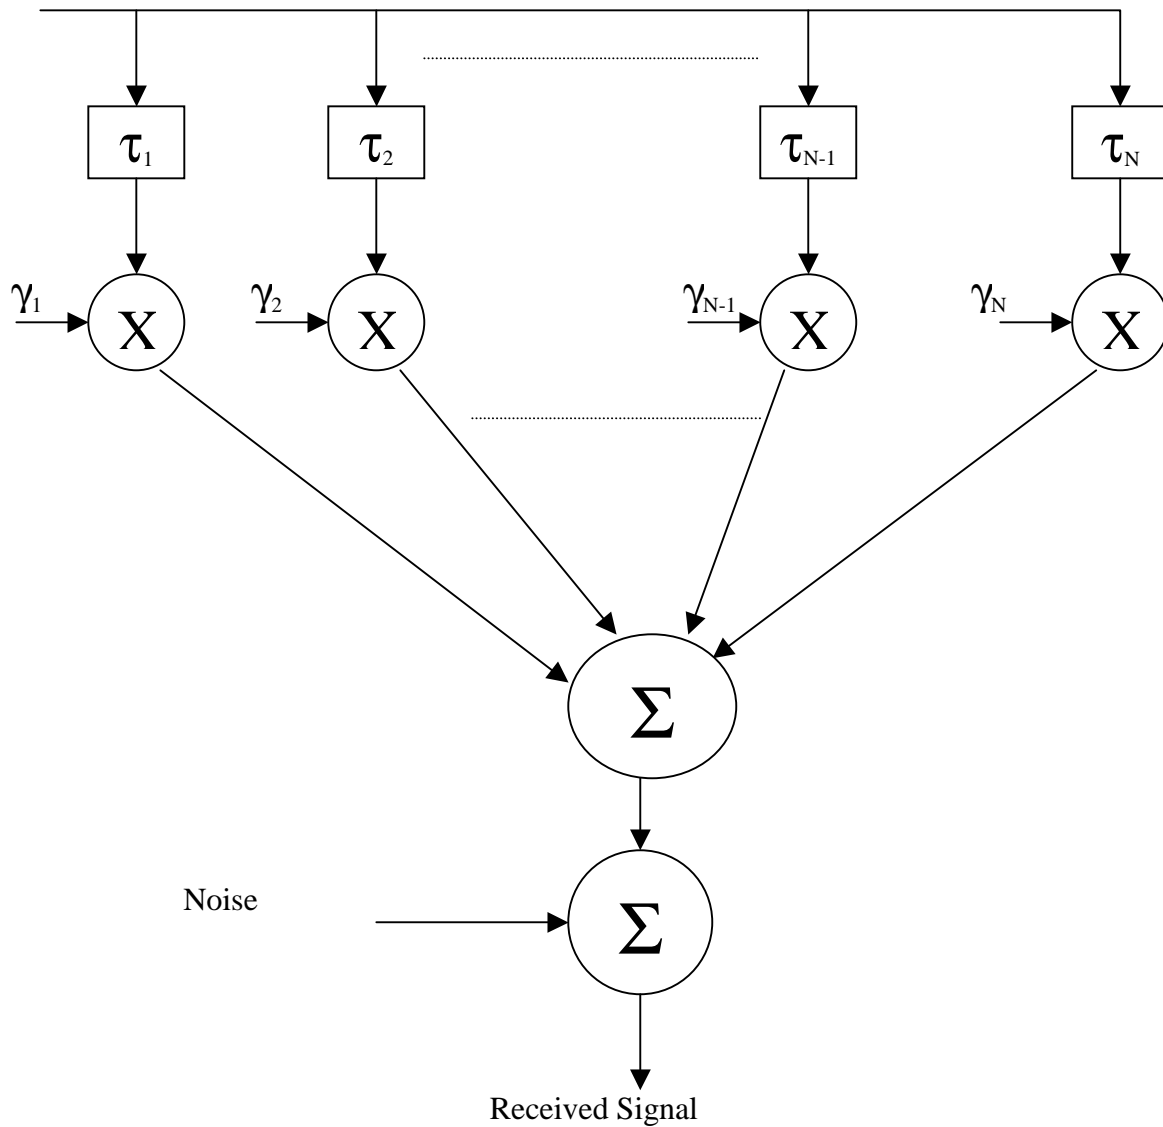 τ1 τ2 τN-1 τN
γ1 X γ2 X γN-1 X γN X
Σ
Noise Σ
Received Signal